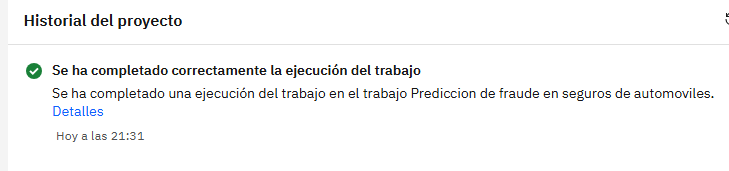 Historial del proyecto
Se ha completado correctamente la ejecución del trabajo
Se ha completado una ejecución del trabajo en el trabajo Prediccion de fraude en seguros de automoviles.
Detalles
Hoy a las 21:31